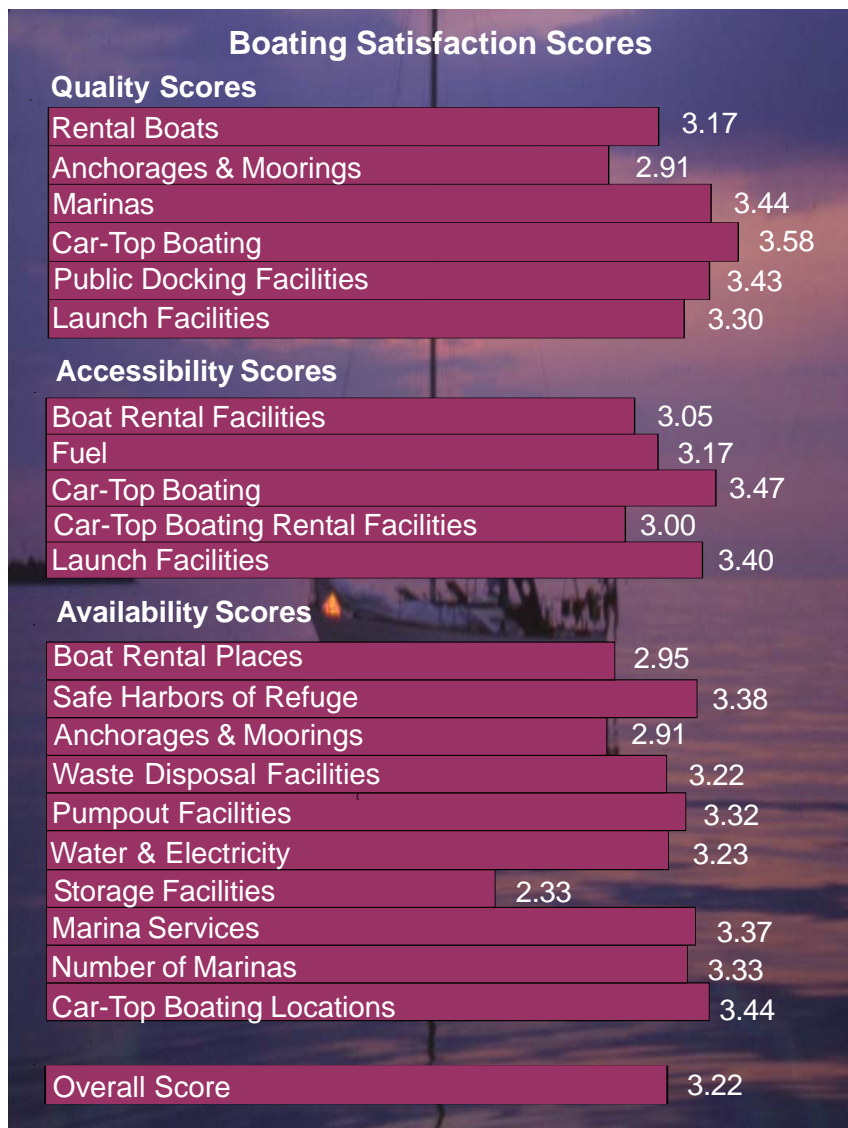 Boating Satisfaction Scores
Quality Scores
Rental Boats 3.17
Anchorages & Moorings 2.91
Marinas 3.44
Car-Top Boating 3.58
Public Docking Facilities 3.43
Launch Facilities 3.30
Accessibility Scores
Boat Rental Facilities 3.05
Fuel 3.17
Car-Top Boating 3.47
Car-Top Boating Rental Facilities 3.00
Launch Facilities 3.40
Availability Scores
Boat Rental Places 2.95
Safe Harbors of Refuge 3.38
Anchorages & Moorings 2.91
Waste Disposal Facilities 3.22
Pumpout Facilities 3.32
Water & Electricity 3.23
Storage Facilities 2.33
Marina Services 3.37
Number of Marinas 3.33
Car-Top Boating Locations 3.44
Overall Score 3.22